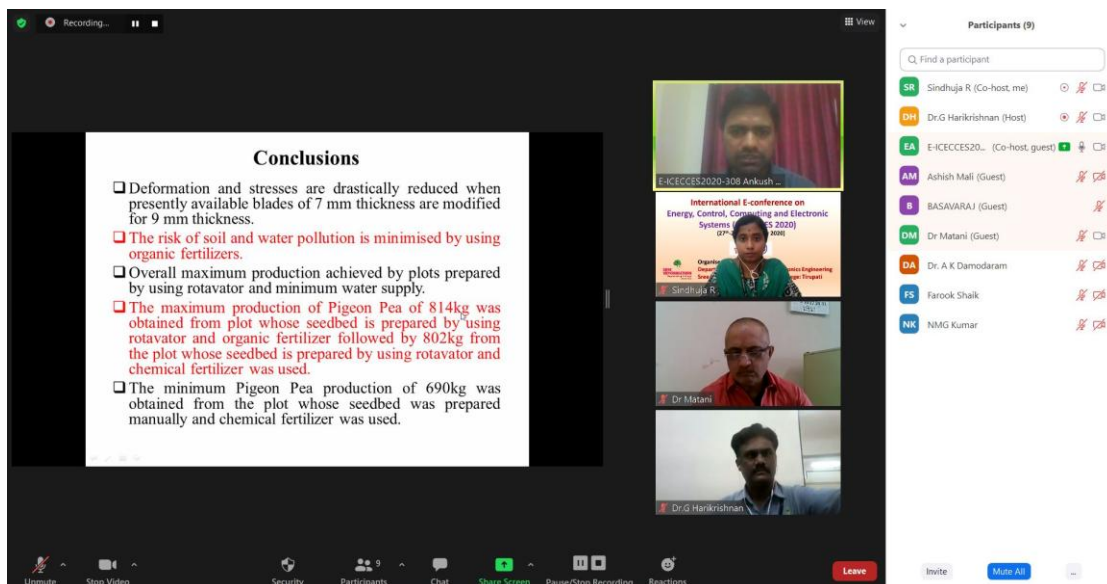 Recording...
View
Conclusions
❑Deformation and stresses are drastically reduced when
presently available blades of 7 mm thickness are modified
for 9 mm thickness.
❑The risk of soil and water pollution is minimised by using
organic fertilizers.
❑Overall maximum production achieved by plots prepared
by using rotavator and minimum water supply.
❑The maximum production of Pigeon Pea of 814kg was
obtained from plot whose seedbed is prepared by using
rotavator and organic fertilizer followed by 802kg from
the plot whose seedbed is prepared by using rotavator and
chemical fertilizer was used.
❑The minimum Pigeon Pea production of 690kg was
obtained from the plot whose seedbed was prepared
manually and chemical fertilizer was used.
E-ICECCES2020-308 Ankush ...
International E-conference on
Energy, Control, Computing and Electronic
Systems
2020)
Sindhuja R
Dr Matani
Dr.G Harikrishnan
Participants (9)
Find a participant
SR Sindhuja R (Co-host, me)
DH Dr.G Harikrishnan (Host)
EA E-ICECCES20... (Co-host, guest)
AM Ashish Mali (Guest)
B BASAVARAJ (Guest)
DM Dr Matani (Guest)
DA Dr. A K Damodaram
FS Farook Shaik
NK NMG Kumar
Unmute
Stop Video
Security
Participants
9
Chat
Share Screen
Pause/Stop Recording
Reactions
Leave
Invite
Mute All
...